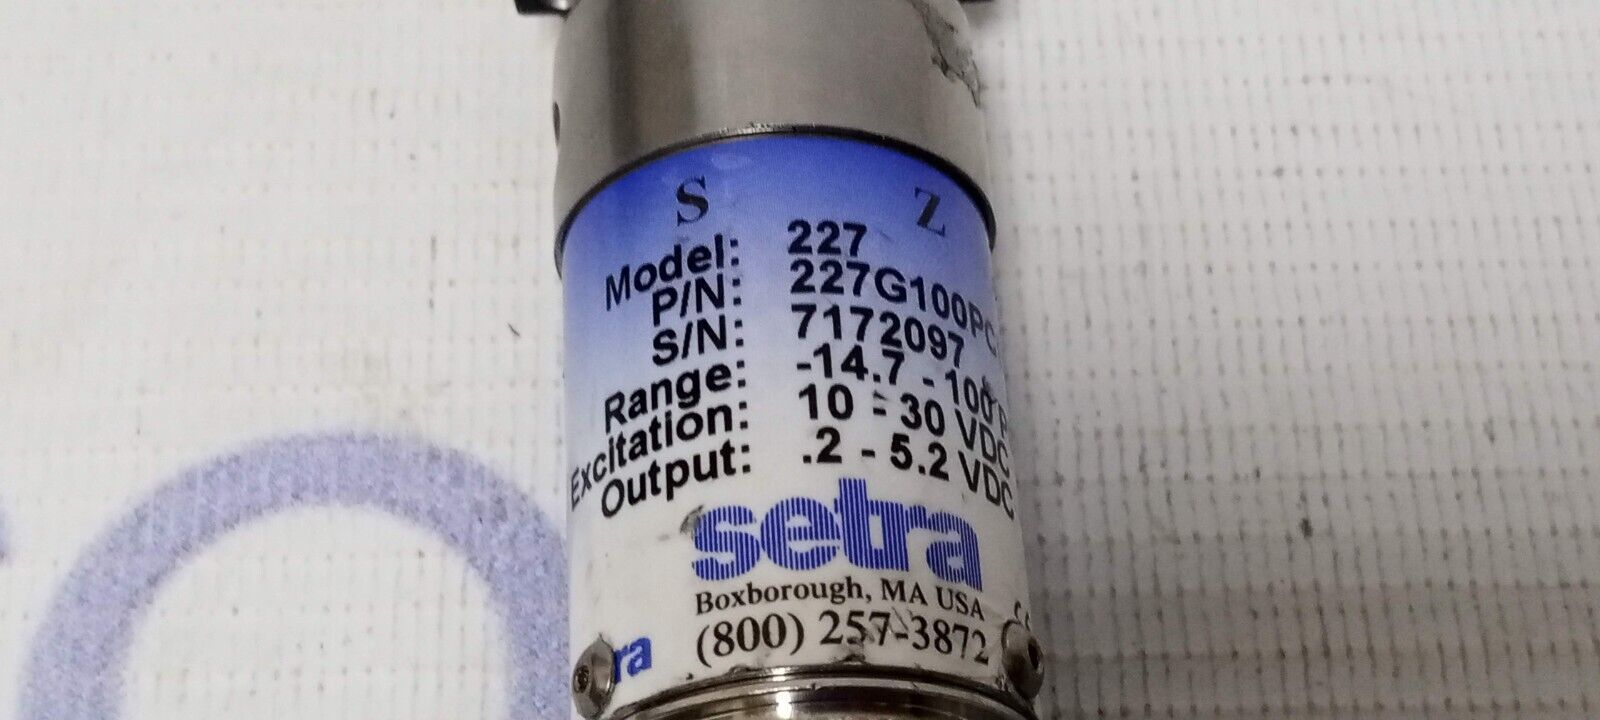 S Z
Model: 227
P/N: 227G100PC
S/N: 7172097
Range: -14.7 - 100 P
Excitation: 10 - 30 VDC
Output: .2 - 5.2 VDC
setra
Boxborough, MA USA
(800) 257-3872
ra